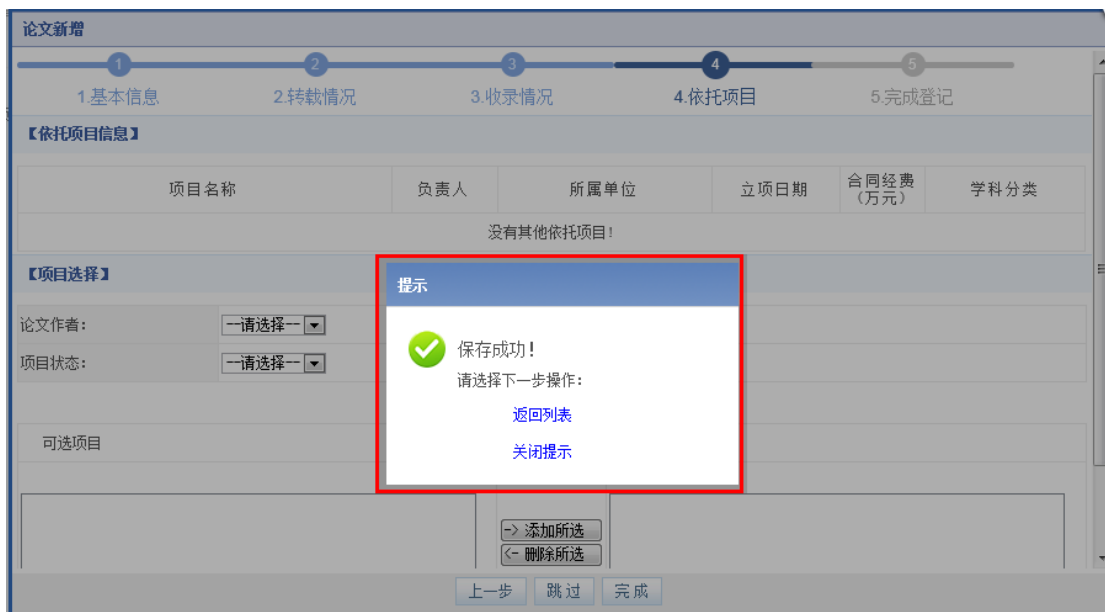 论文新增
1 2 3 4 5
1.基本信息 2.转载情况 3.收录情况 4.依托项目 5.完成登记
【依托项目信息】
项目名称 负责人 所属单位 立项日期 合同经费（万元） 学科分类
没有其他依托项目!
【项目选择】
提示
论文作者: --请选择--
保存成功!
项目状态: --请选择--
请选择下一步操作:
返回列表
可选项目
关闭提示
-> 添加所选
<- 删除所选
上一步 跳过 完成